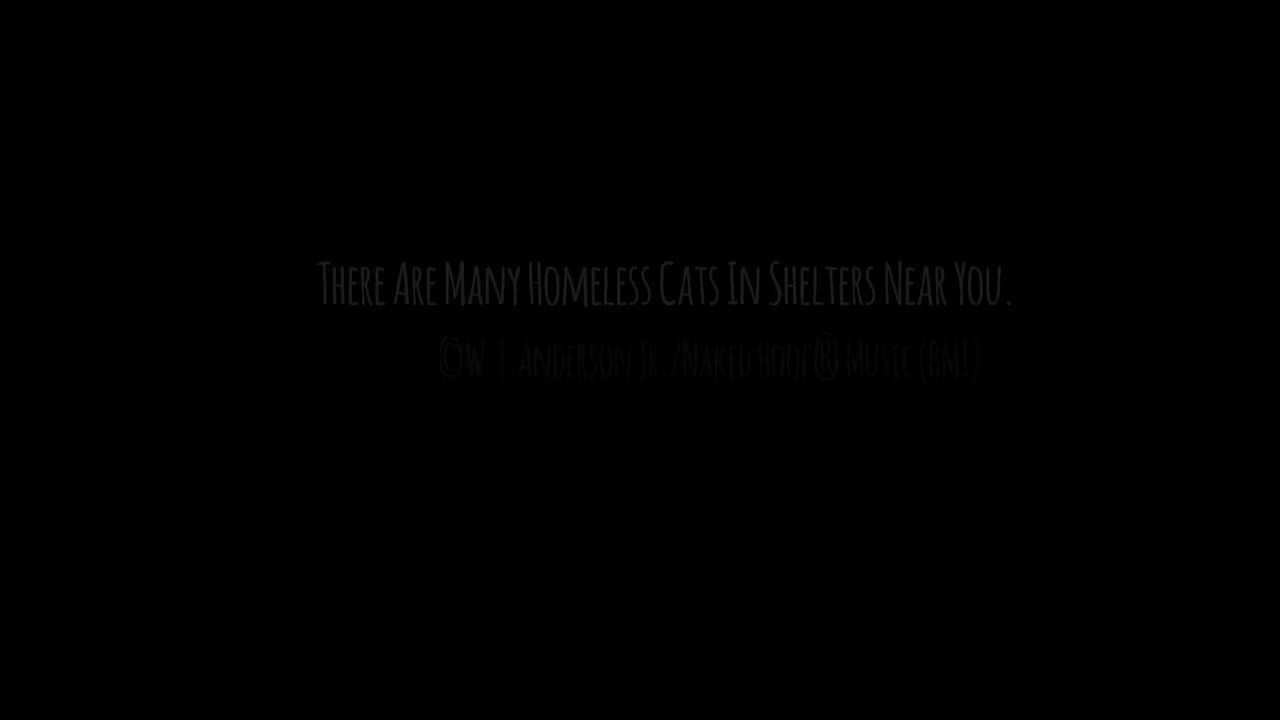 There Are Many Homeless Cats In Shelters Near You.
©W. T. Anderson Jr./Naked Hoof® Music (BMI)